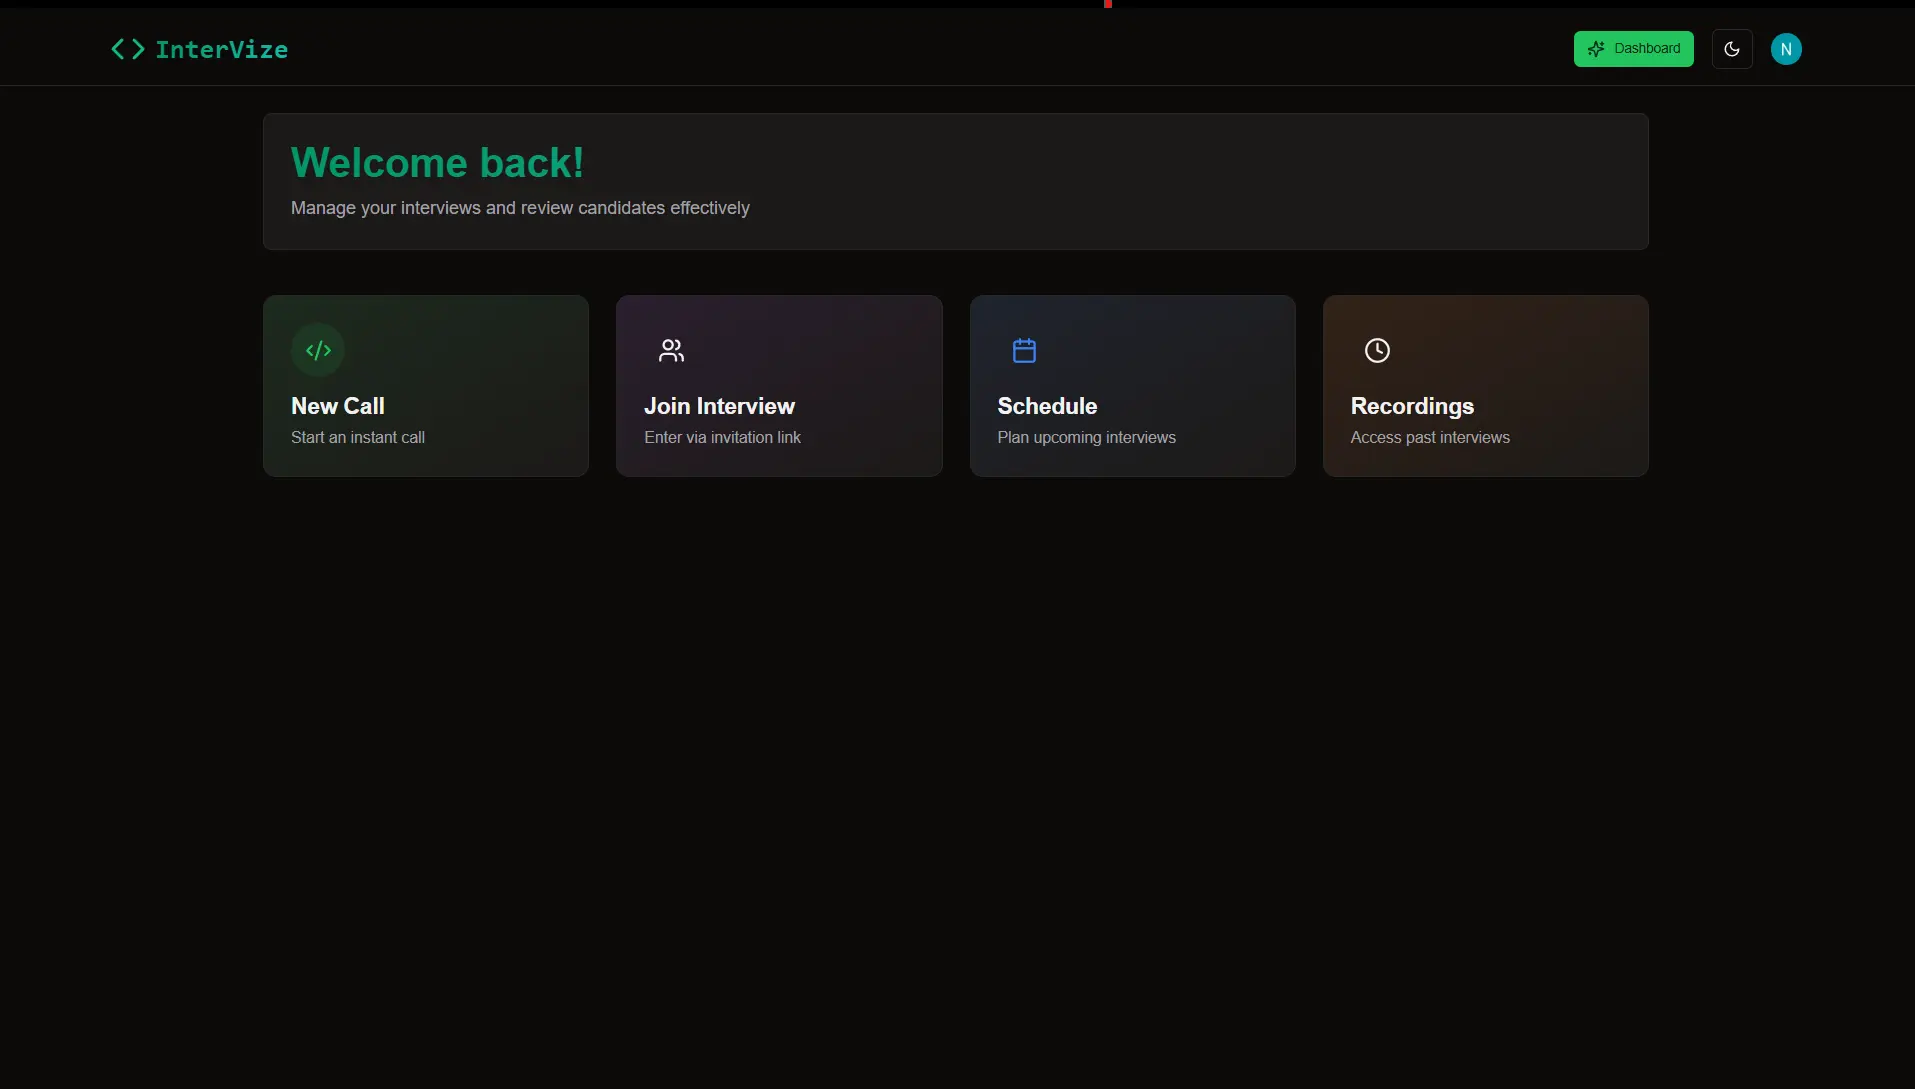 InterVize
Dashboard
N
Welcome back!
Manage your interviews and review candidates effectively
New Call
Start an instant call
Join Interview
Enter via invitation link
Schedule
Plan upcoming interviews
Recordings
Access past interviews